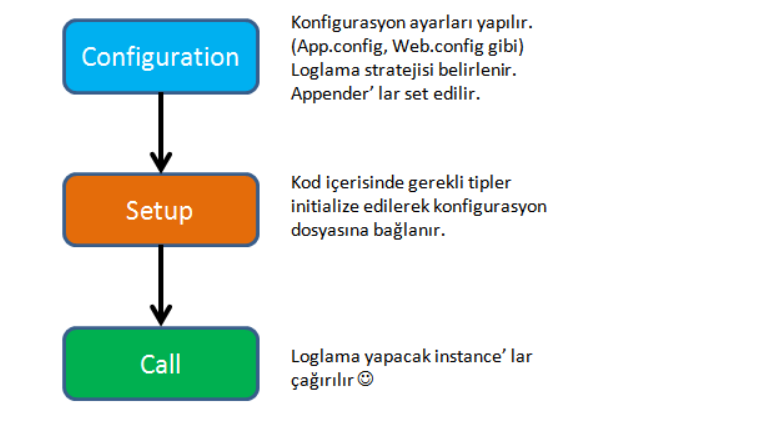 Configuration
Konfigurasyon ayarları yapılır.
(App.config, Web.config gibi)
Loglama stratejisi belirlenir.
Appender’ lar set edilir.
Setup
Kod içerisinde gerekli tipler
initialize edilerek konfigurasyon
dosyasına bağlanır.
Call
Loglama yapacak instance’ lar
çağırılır ☺